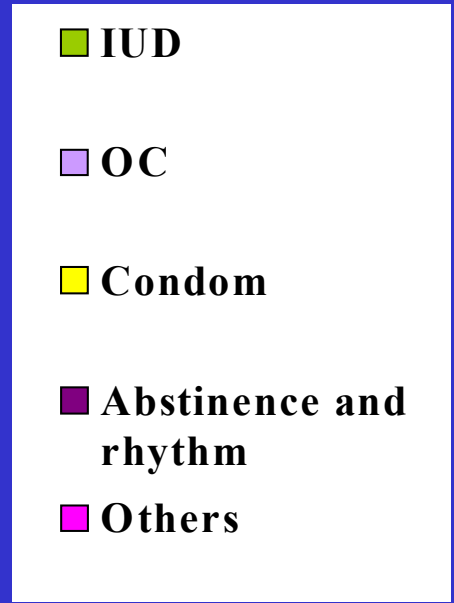 IUD
OC
Condom
Abstinence and
rhythm
Others